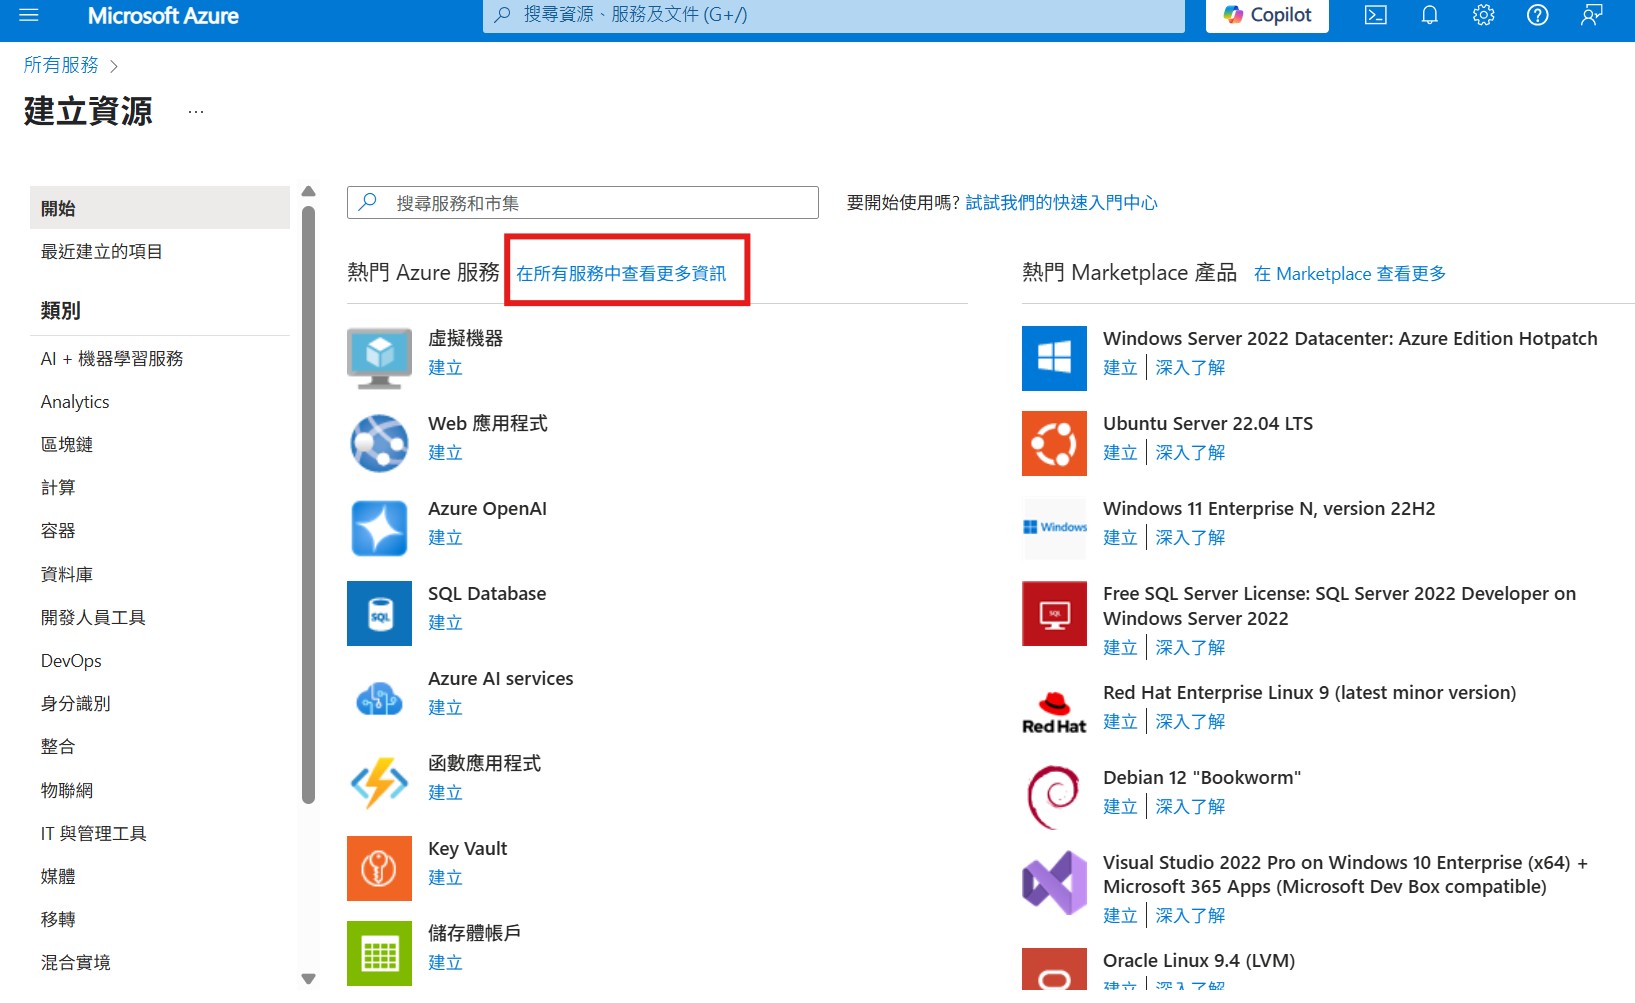 Microsoft Azure
搜尋資源、服務及文件 (G+/)
Copilot
所有服務
建立資源
...
開始
最近建立的項目
類別
AI + 機器學習服務
Analytics
區塊鏈
計算
容器
資料庫
開發人員工具
DevOps
身分識別
整合
物聯網
IT 與管理工具
媒體
移轉
混合實境
搜尋服務和市集
要開始使用嗎? 試試我們的快速入門中心
熱門 Azure 服務 在所有服務中查看更多資訊
虛擬機器
建立
Web 應用程式
建立
Azure OpenAI
建立
SQL
SQL Database
建立
Azure AI services
建立
函數應用程式
建立
Key Vault
建立
儲存體帳戶
建立
熱門 Marketplace 產品 在 Marketplace 查看更多
Windows Server 2022 Datacenter: Azure Edition Hotpatch
建立 | 深入了解
Ubuntu Server 22.04 LTS
建立 | 深入了解
Windows
Windows 11 Enterprise N, version 22H2
建立 | 深入了解
SQL
Free SQL Server License: SQL Server 2022 Developer on
Windows Server 2022
建立 | 深入了解
Red Hat
Red Hat Enterprise Linux 9 (latest minor version)
建立 | 深入了解
Debian 12 "Bookworm"
建立 | 深入了解
Visual Studio 2022 Pro on Windows 10 Enterprise (x64) +
Microsoft 365 Apps (Microsoft Dev Box compatible)
建立 | 深入了解
Oracle Linux 9.4 (LVM)
建立 | 深入了解